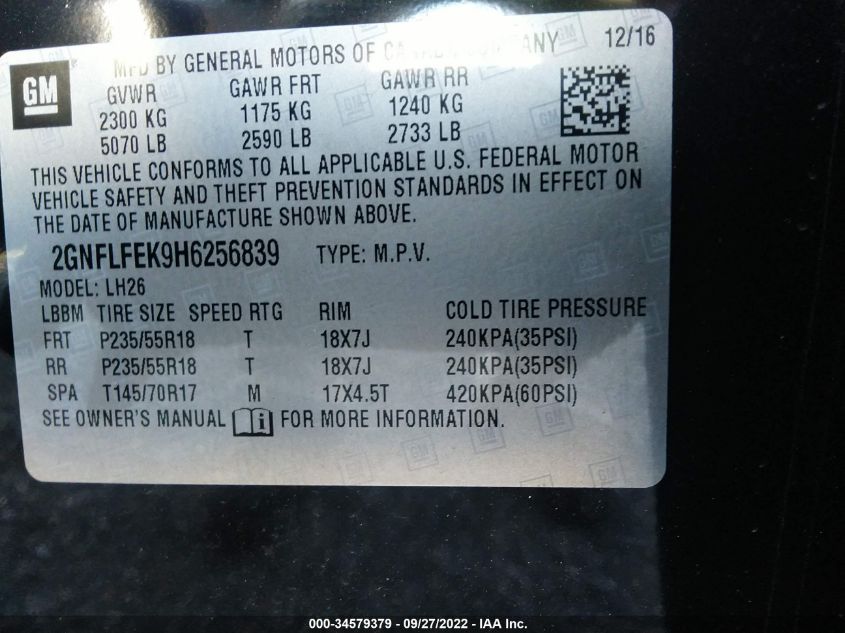 MFD BY GENERAL MOTORS OF CANADA COMPANY 12/16
GM
GVWR GAWR FRT GAWR RR
2300 KG 1175 KG 1240 KG
5070 LB 2590 LB 2733 LB
THIS VEHICLE CONFORMS TO ALL APPLICABLE U.S. FEDERAL MOTOR
VEHICLE SAFETY AND THEFT PREVENTION STANDARDS IN EFFECT ON
THE DATE OF MANUFACTURE SHOWN ABOVE.
2GNFLFEK9H6256839 TYPE: M.P.V.
MODEL: LH26
LBBM TIRE SIZE SPEED RTG RIM COLD TIRE PRESSURE
FRT P235/55R18 T 18X7J 240KPA(35PSI)
RR P235/55R18 T 18X7J 240KPA(35PSI)
SPA T145/70R17 M 17X4.5T 420KPA(60PSI)
SEE OWNER'S MANUAL i FOR MORE INFORMATION.
000-34579379 - 09/27/2022 - IAA Inc.